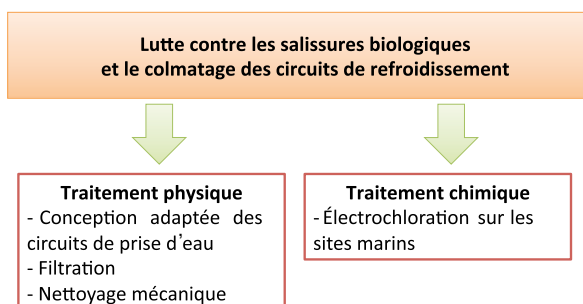 Lutte contre les salissures biologiques
et le colmatage des circuits de refroidissement
Traitement physique
- Conception adaptée des
circuits de prise d’eau
- Filtration
- Nettoyage mécanique
Traitement chimique
- Électrochloration sur les
sites marins